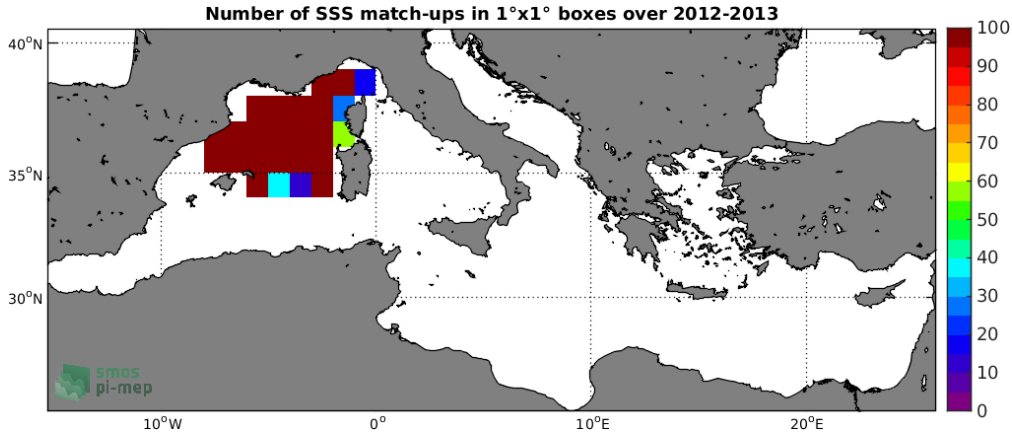 Number of SSS match-ups in 1°x1° boxes over 2012-2013
40°N
35°N
30°N
10°W
0°
10°E
20°E
100
90
80
70
60
50
40
30
20
10
0
smos
pi-mep